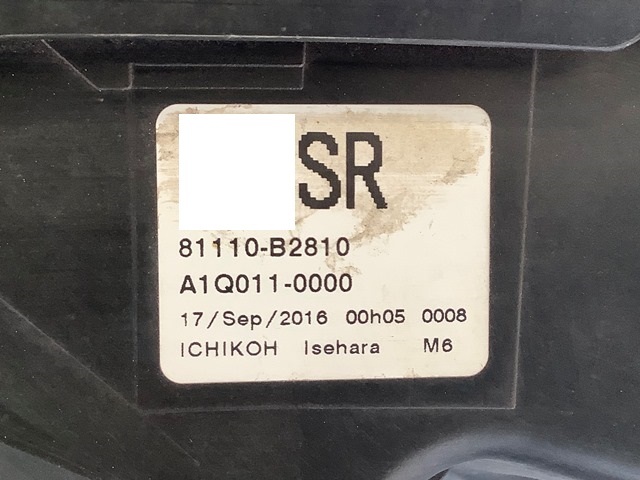 SR
81110-B2810
A1Q011-0000
17/Sep/2016 00h05 0008
ICHIKOH Isehara M6